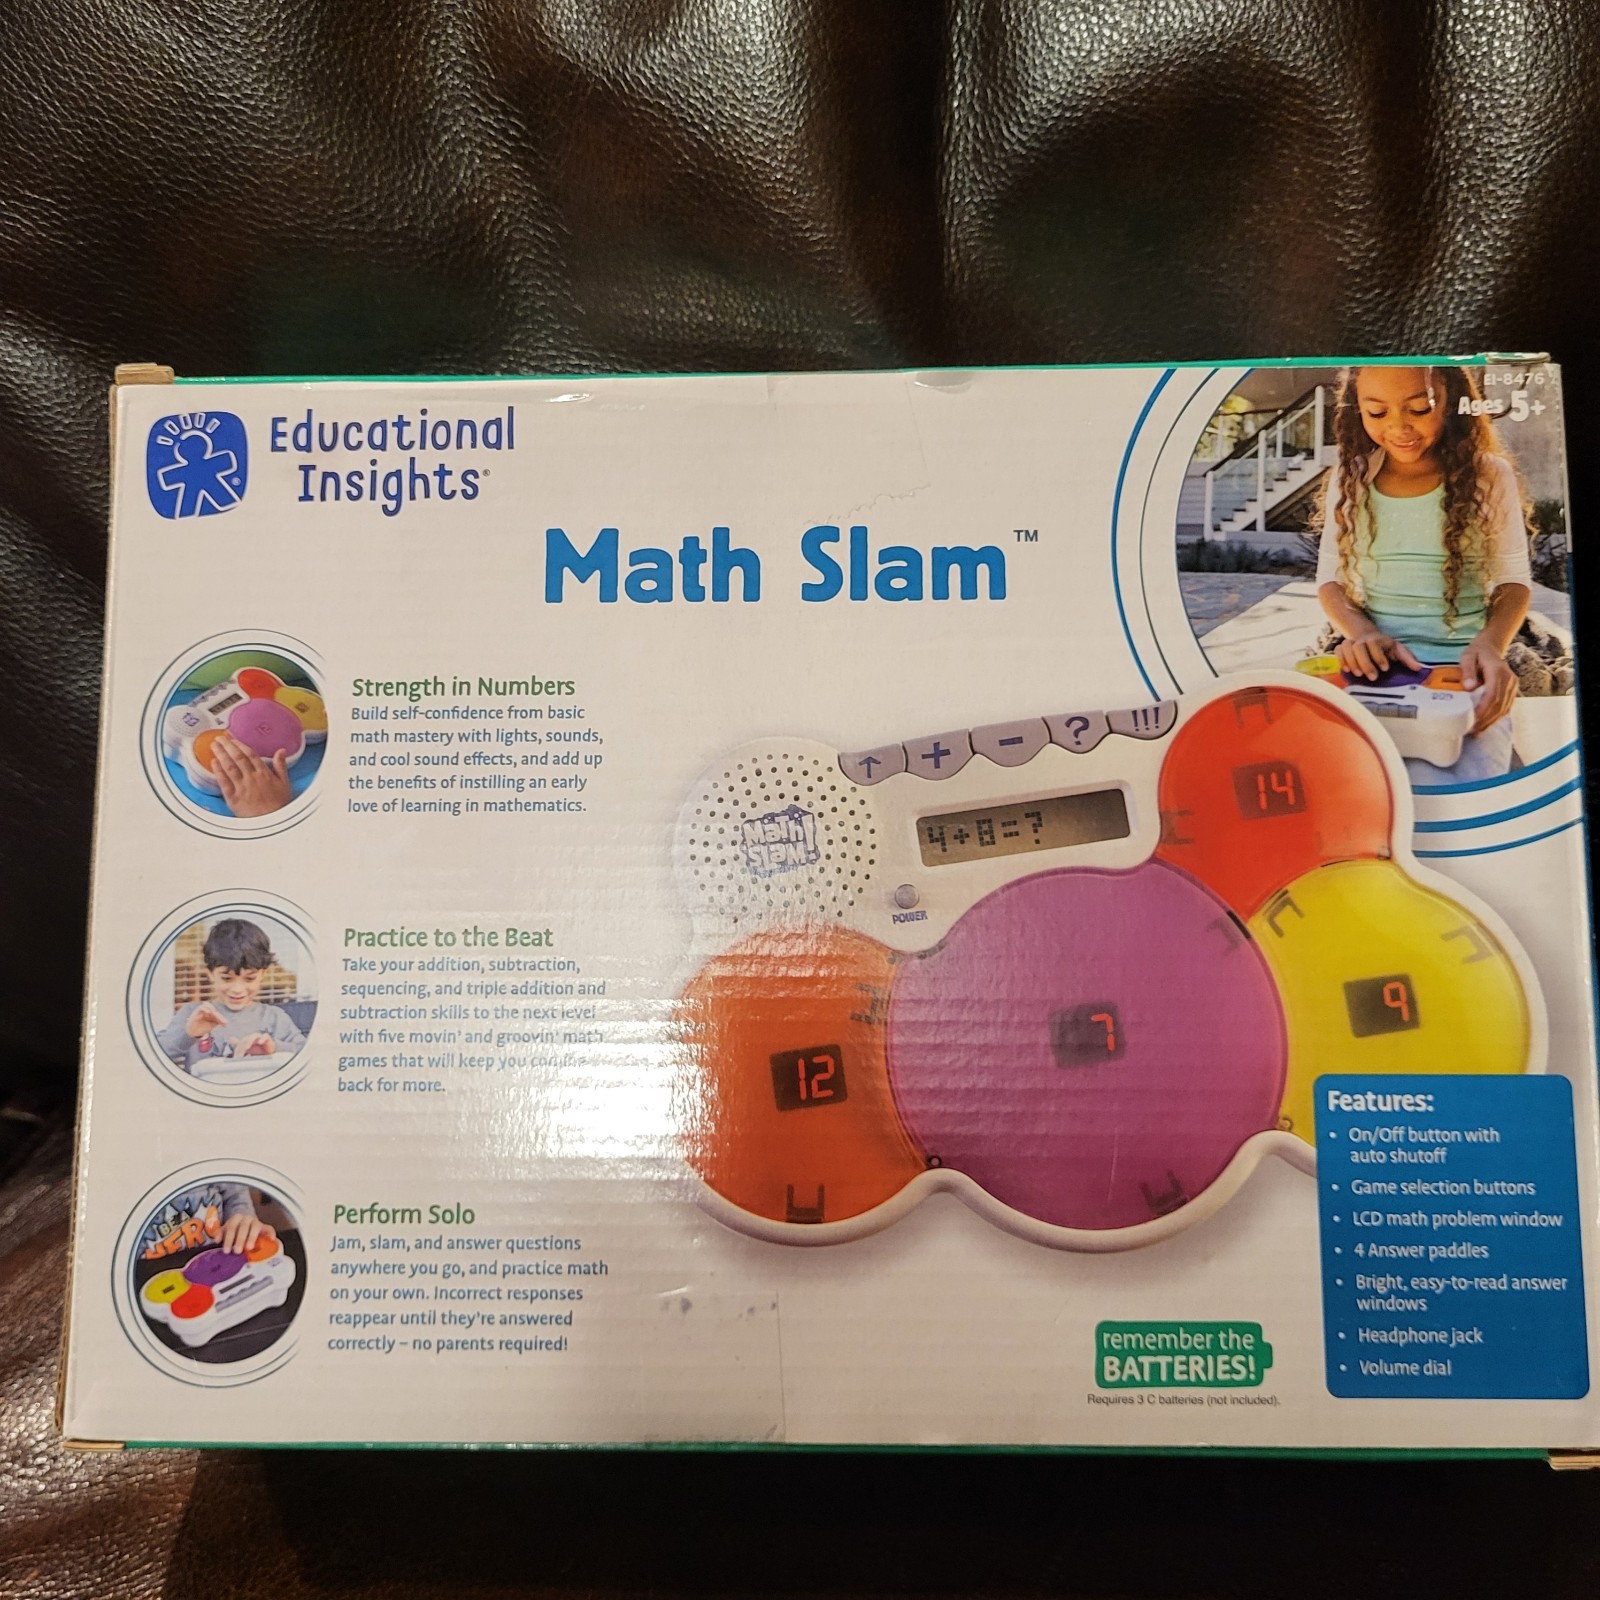 Educational
Insights®
Math Slam™
EI-8476
Ages 5+
Strength in Numbers
Build self-confidence from basic
math mastery with lights, sounds,
and cool sound effects, and add up
the benefits of instilling an early
love of learning in mathematics.
Practice to the Beat
Take your addition, subtraction,
sequencing, and triple addition and
subtraction skills to the next level
with five movin' and groovin' math
games that will keep you coming
back for more.
Perform Solo
Jam, slam, and answer questions
anywhere you go, and practice math
on your own. Incorrect responses
reappear until they're answered
correctly – no parents required!
BE A
HERO
↑ + - ? !!!
Math
Slam!
4+8=?
POWER
14
9
7
12
remember the
BATTERIES!
Requires 3 C batteries (not included).
Features:
• On/Off button with
auto shutoff
• Game selection buttons
• LCD math problem window
• 4 Answer paddles
• Bright, easy-to-read answer
windows
• Headphone jack
• Volume dial